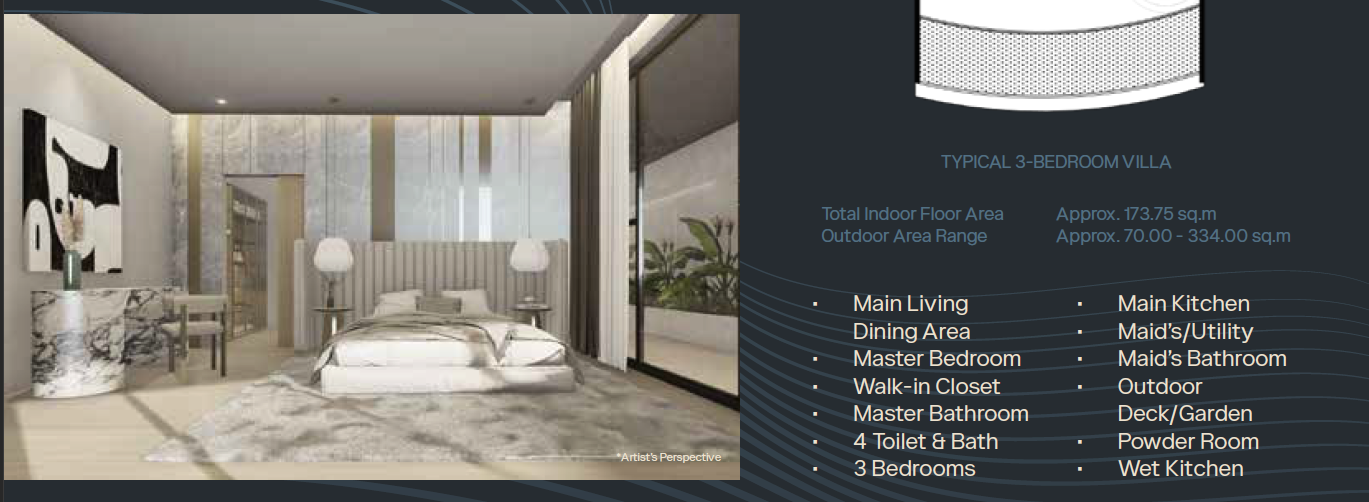 *Artist's Perspective
TYPICAL 3-BEDROOM VILLA
Total Indoor Floor Area Approx. 173.75 sq.m
Outdoor Area Range Approx. 70.00 - 334.00 sq.m
▪ Main Living
Dining Area
▪ Master Bedroom
▪ Walk-in Closet
▪ Master Bathroom
▪ 4 Toilet & Bath
▪ 3 Bedrooms
▪ Main Kitchen
▪ Maid's/Utility
▪ Maid's Bathroom
▪ Outdoor
Deck/Garden
▪ Powder Room
▪ Wet Kitchen